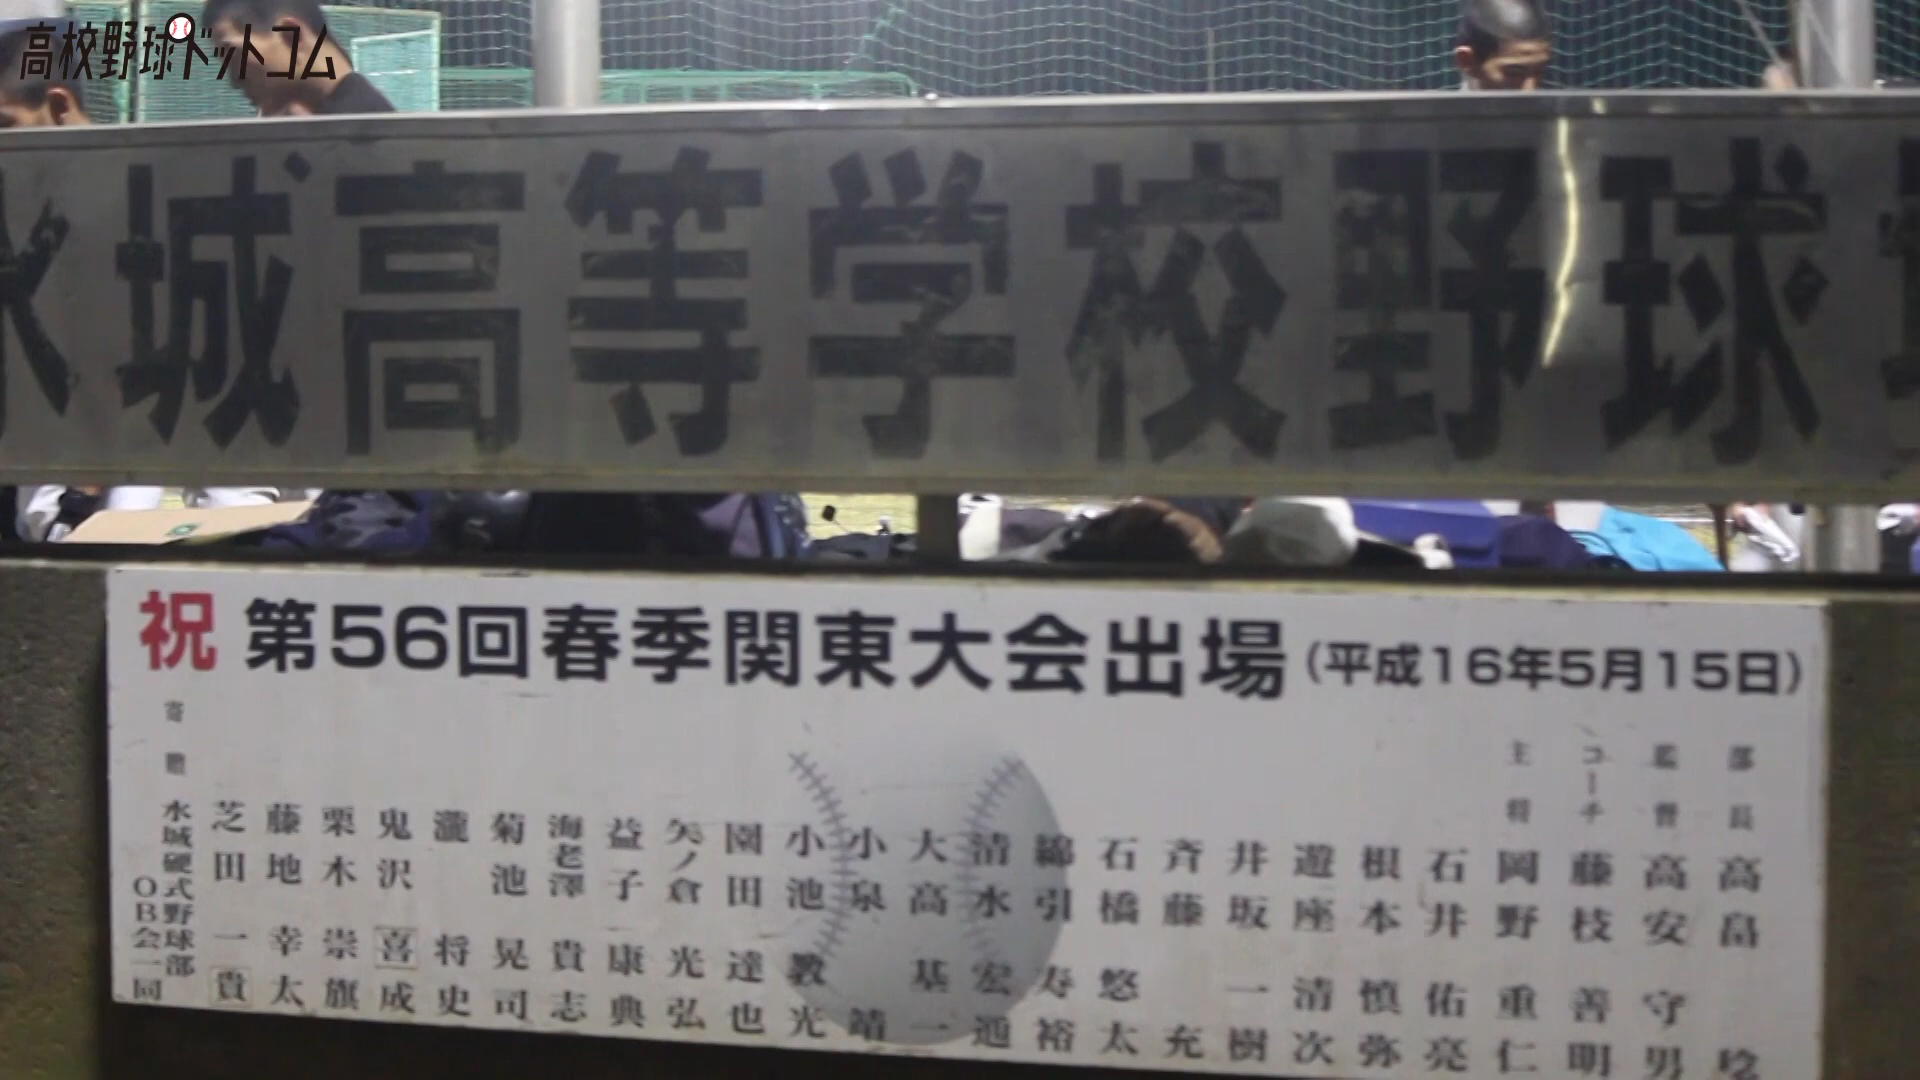 高校野球ドットコム
水城高等学校野球
祝 第56回春季関東大会出場(平成16年5月15日)
部長 高畠 稔
監督 高安 守男
コーチ 藤枝 善明
主将 岡野 重仁
石井 佑亮
根本 慎弥
遊座 清次
井坂 一樹
斉藤 充
石橋 悠太
綿引 寿裕
清水 宏通
大高 基一
小泉 靖
小池 教光
園田 達也
矢ノ倉 光弘
益子 康典
海老澤 貴志
菊池 晃司
瀧 将史
鬼沢 喜成
栗木 崇旗
藤地 幸太
芝田 一貴
寄贈 水城硬式野球部
OB会一同